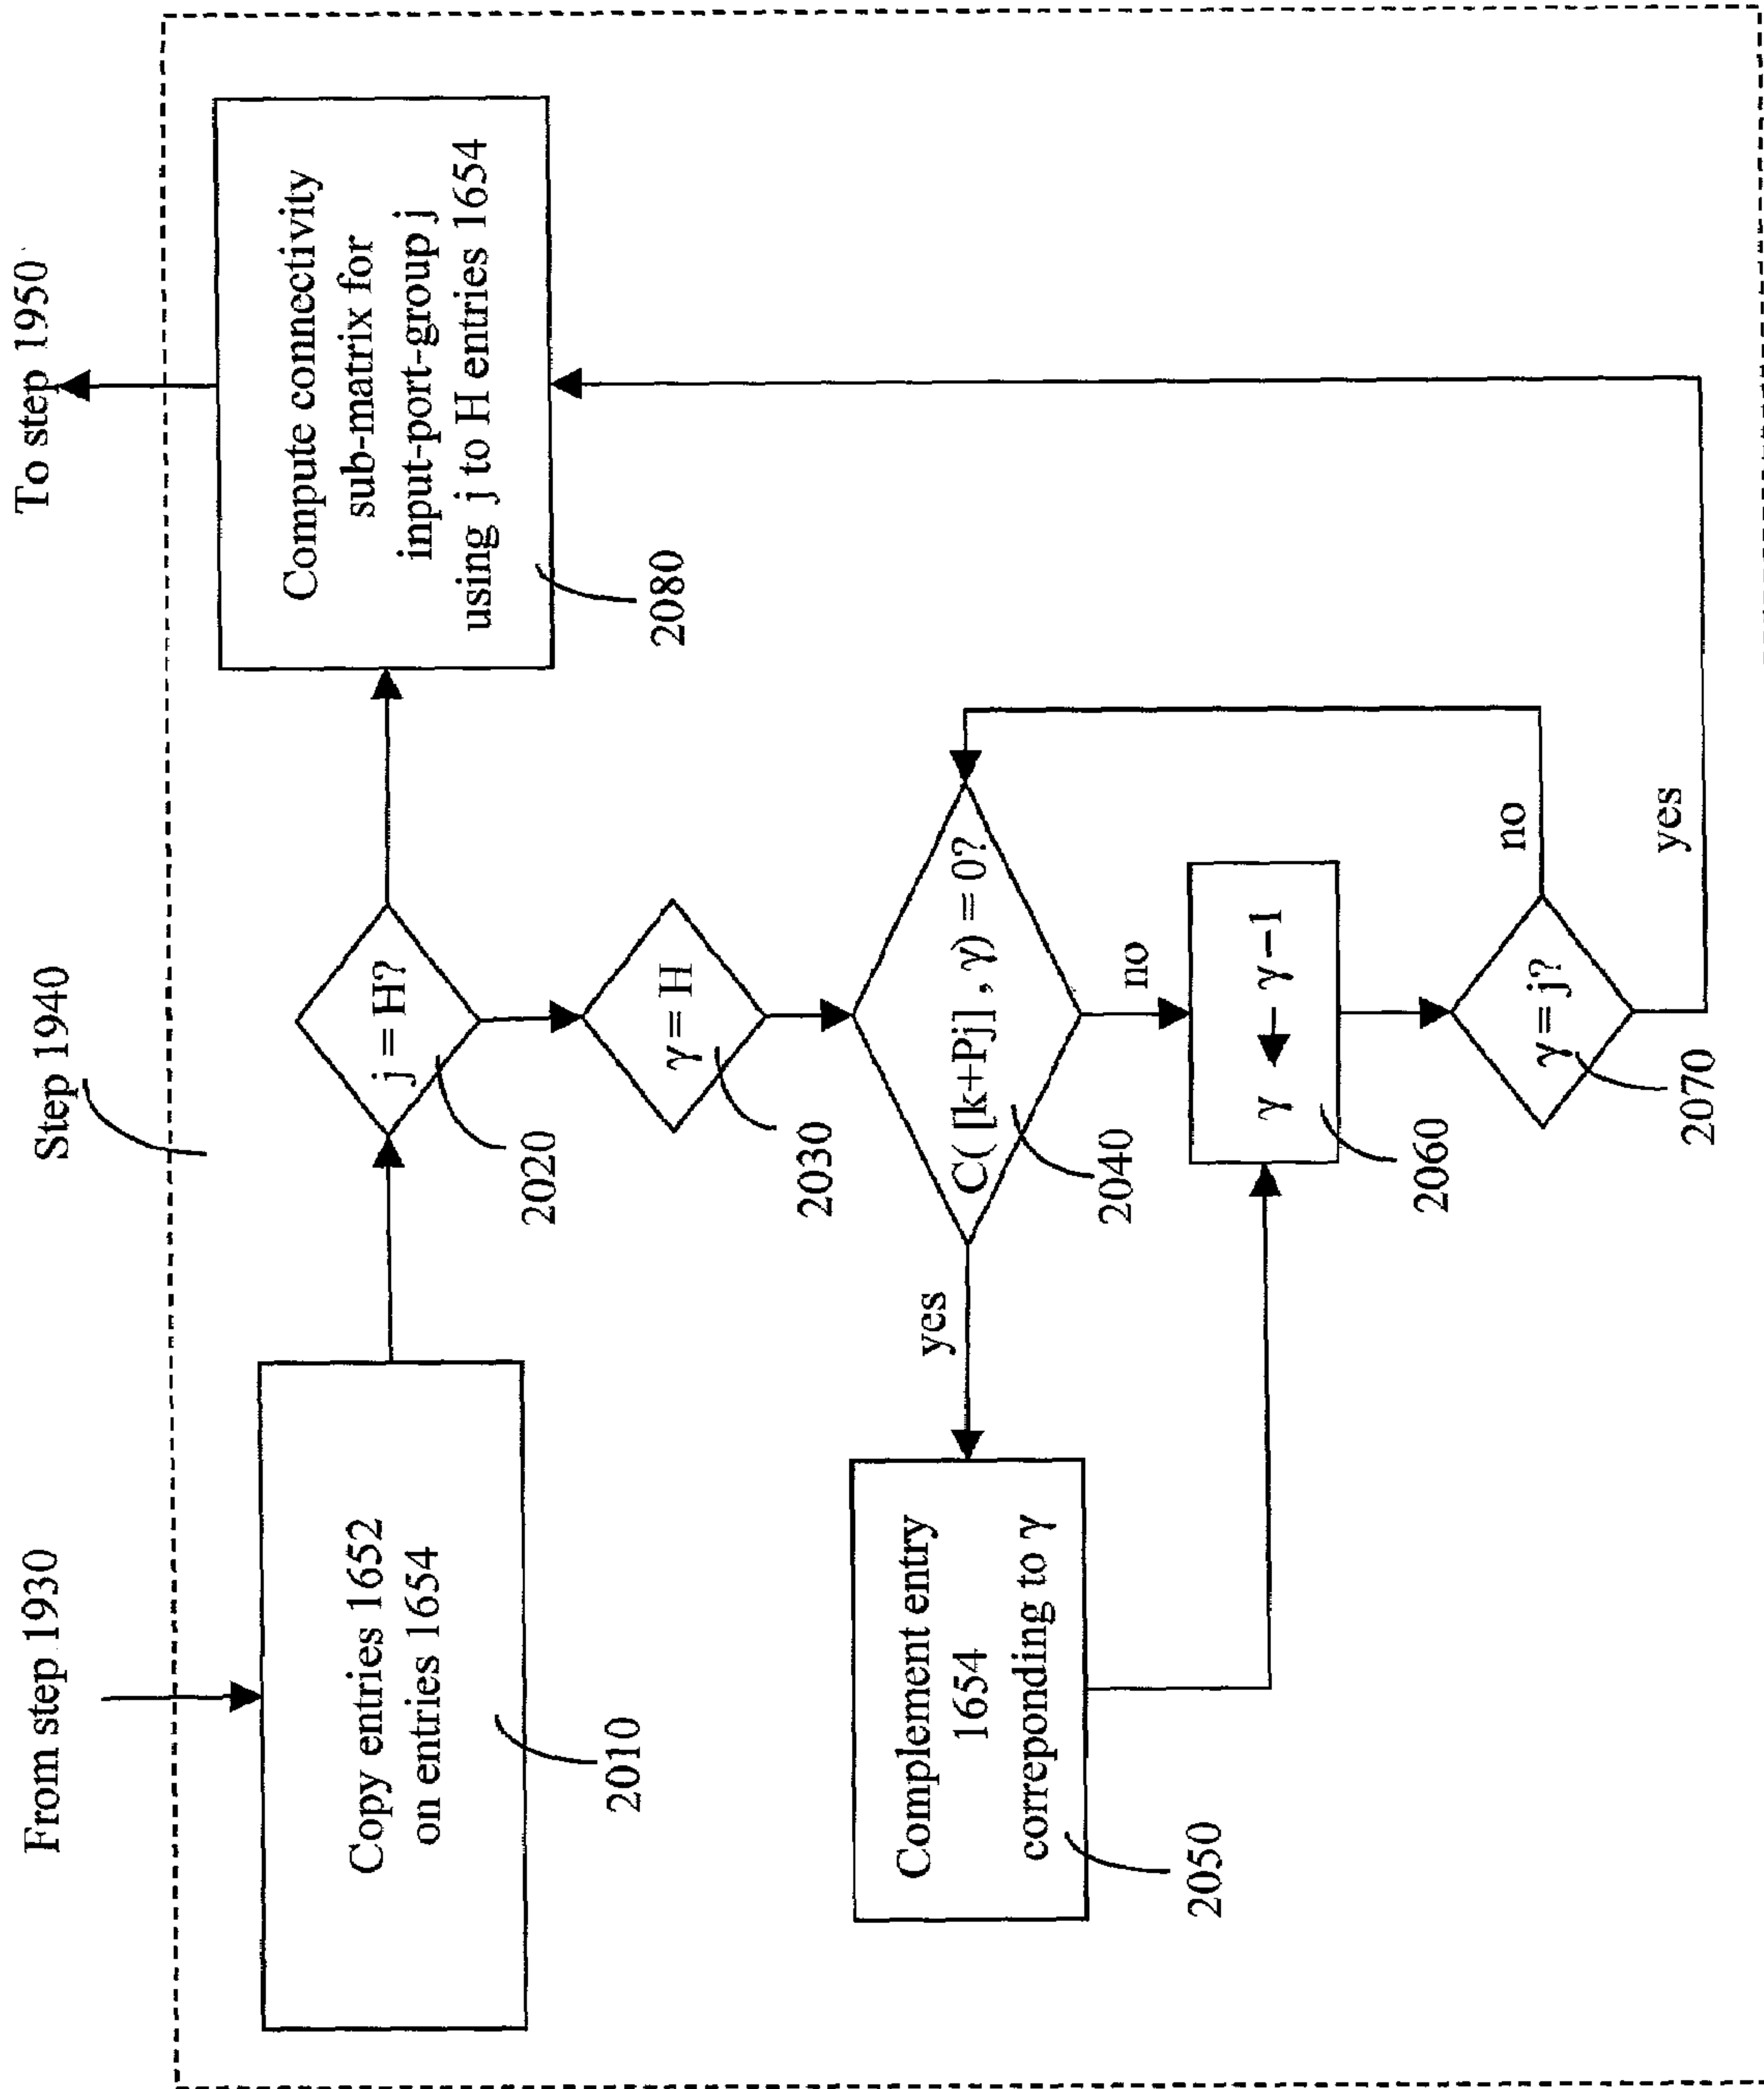 From step 1930
Step 1940
To step 1950
Copy entries 1652
on entries 1654
2010
j = H?
2020
Compute connectivity
sub-matrix for
input-port-group j
using j to H entries 1654
2080
γ = H
2030
C( [k+Pj] , γ) = 0?
2040
yes
no
Complement entry
1654
correponding to γ
2050
γ ← γ−1
2060
γ = j?
2070
no
yes